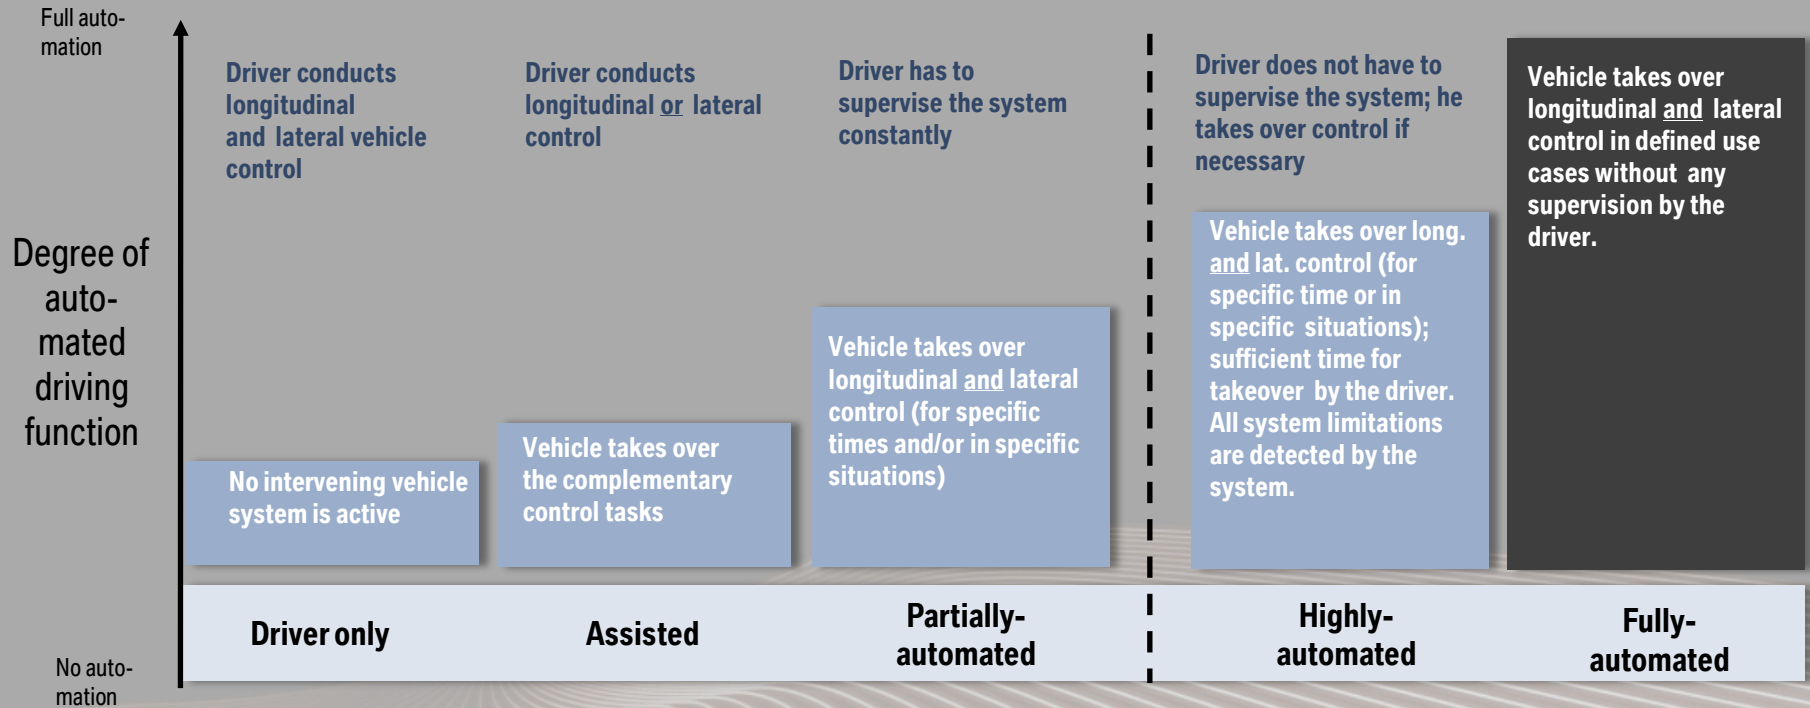 Full auto-
mation
Degree of
auto-
mated
driving
function
No auto-
mation
Driver conducts
longitudinal
and lateral vehicle
control
No intervening vehicle
system is active
Driver only
Driver conducts
longitudinal or lateral
control
Vehicle takes over
the complementary
control tasks
Assisted
Driver has to
supervise the system
constantly
Vehicle takes over
longitudinal and lateral
control (for specific
times and/or in specific
situations)
Partially-
automated
Driver does not have to
supervise the system; he
takes over control if
necessary
Vehicle takes over long.
and lat. control (for
specific time or in
specific situations);
sufficient time for
takeover by the driver.
All system limitations
are detected by the
system.
Highly-
automated
Vehicle takes over
longitudinal and lateral
control in defined use
cases without any
supervision by the
driver.
Fully-
automated